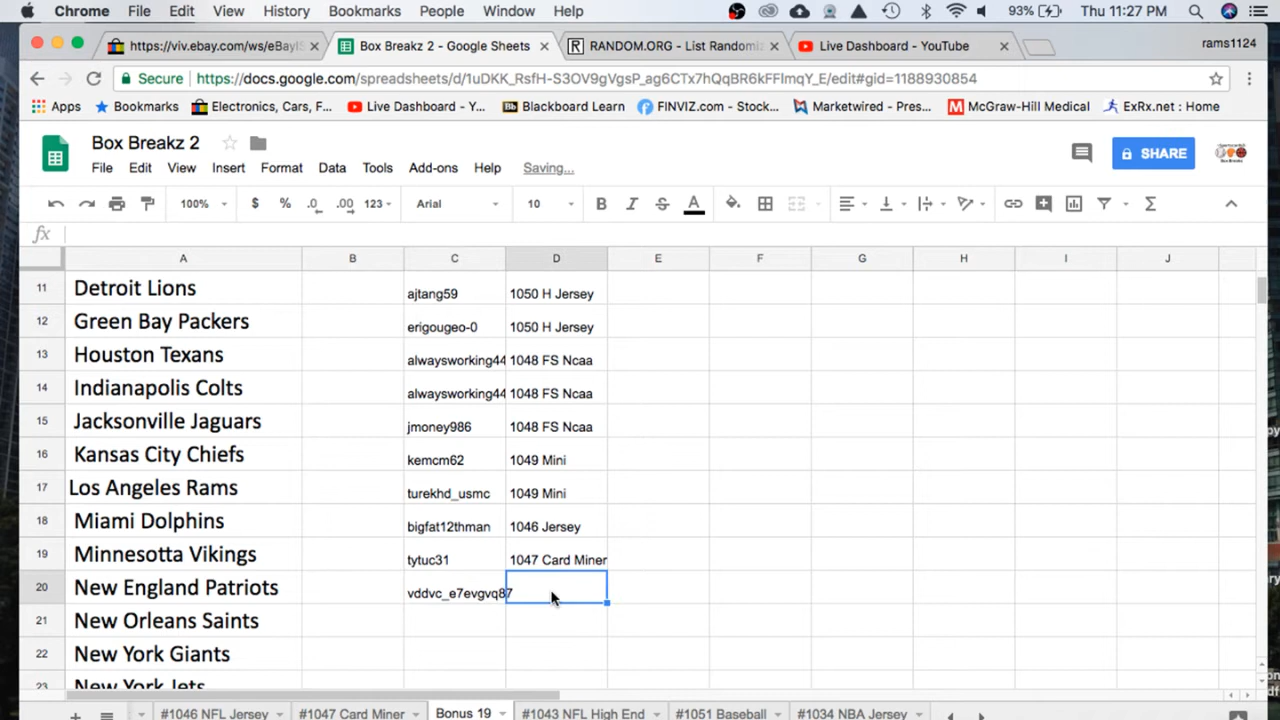 Chrome File Edit View History Bookmarks People Window Help 93% Thu 11:27 PM
https://viv.ebay.com/ws/eBayIS Box Breakz 2 - Google Sheets RANDOM.ORG - List Randomiz Live Dashboard - YouTube rams1124
Secure https://docs.google.com/spreadsheets/d/1uDKK_RsfH-S3OV9gVgsP_ag6CTx7hQqBR6kFFImqY_E/edit#gid=1188930854
Apps Bookmarks Electronics, Cars, F... Live Dashboard - Y... Bb Blackboard Learn FINVIZ.com - Stock... Marketwired - Pres... M McGraw-Hill Medical ExRx.net : Home
Box Breakz 2
File Edit View Insert Format Data Tools Add-ons Help Saving...
SHARE
100% $ % .0 .00 123 Arial 10 B I S A
fx
A B C D E F G H I J
11 Detroit Lions ajtang59 1050 H Jersey
12 Green Bay Packers erigougeo-0 1050 H Jersey
13 Houston Texans alwaysworking44 1048 FS Ncaa
14 Indianapolis Colts alwaysworking44 1048 FS Ncaa
15 Jacksonville Jaguars jmoney986 1048 FS Ncaa
16 Kansas City Chiefs kemcm62 1049 Mini
17 Los Angeles Rams turekhd_usmc 1049 Mini
18 Miami Dolphins bigfat12thman 1046 Jersey
19 Minnesotta Vikings tytuc31 1047 Card Miner
20 New England Patriots vddvc_e7evgvq87
21 New Orleans Saints
22 New York Giants
23 New York Jets
#1046 NFL Jersey #1047 Card Miner Bonus 19 #1043 NFL High End #1051 Baseball #1034 NBA Jersey